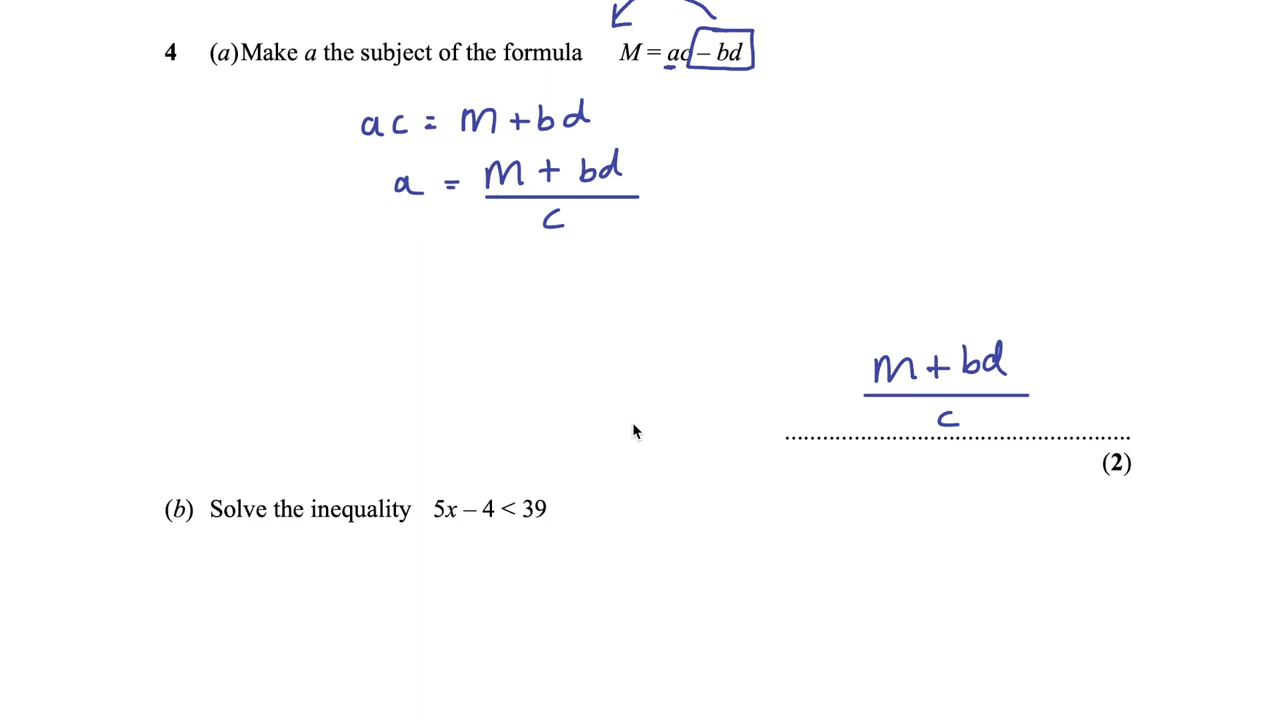 4 (a)Make a the subject of the formula M = ac – bd
ac = m + bd
a = m + bd
c
m + bd
c
(2)
(b) Solve the inequality 5x – 4 < 39